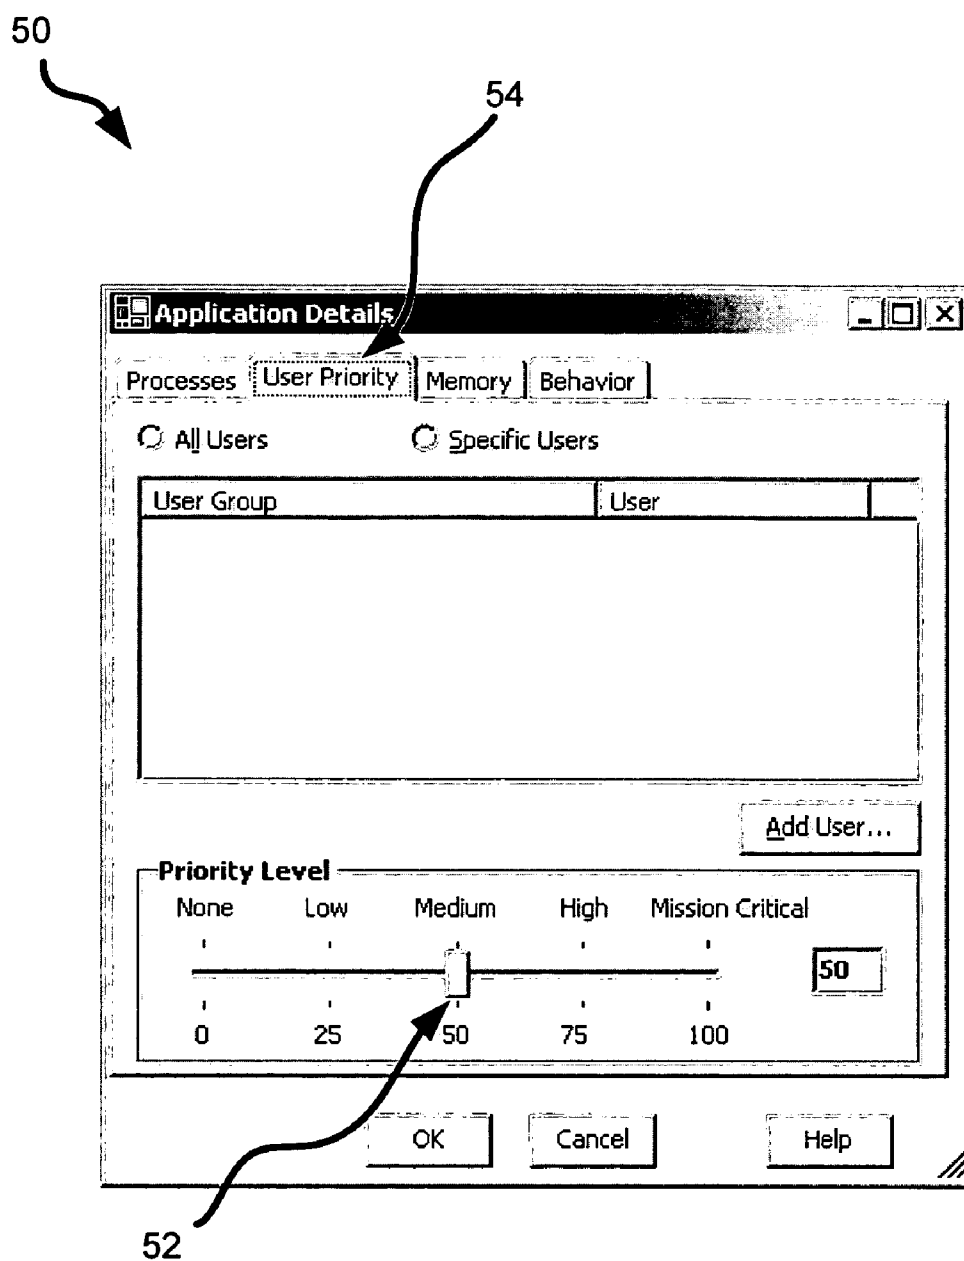 50
54
Application Details
Processes User Priority Memory Behavior
All Users Specific Users
User Group User
Add User...
Priority Level
None Low Medium High Mission Critical
50
0 25 50 75 100
OK Cancel Help
52